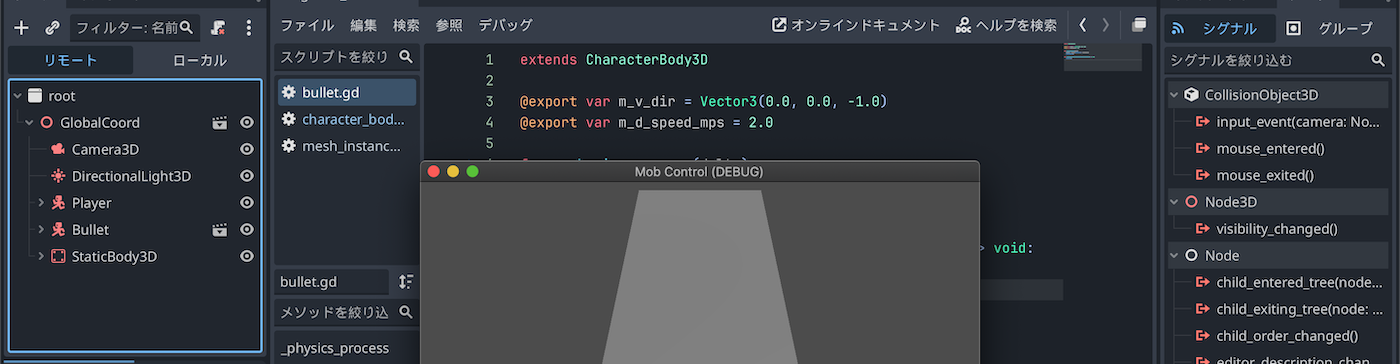 フィルター: 名前
リモート
ローカル
root
GlobalCoord
Camera3D
DirectionalLight3D
Player
Bullet
StaticBody3D
ファイル 編集 検索 参照 デバッグ
オンラインドキュメント
ヘルプを検索
スクリプトを絞り
bullet.gd
character_bod...
mesh_instanc...
bullet.gd
メソッドを絞り込
_physics_process
1 extends CharacterBody3D
2
3 @export var m_v_dir = Vector3(0.0, 0.0, -1.0)
4 @export var m_d_speed_mps = 2.0
5
void:
Mob Control (DEBUG)
シグナル
グループ
シグナルを絞り込む
CollisionObject3D
input_event(camera: No...
mouse_entered()
mouse_exited()
Node3D
visibility_changed()
Node
child_entered_tree(node...
child_exiting_tree(node: ...
child_order_changed()